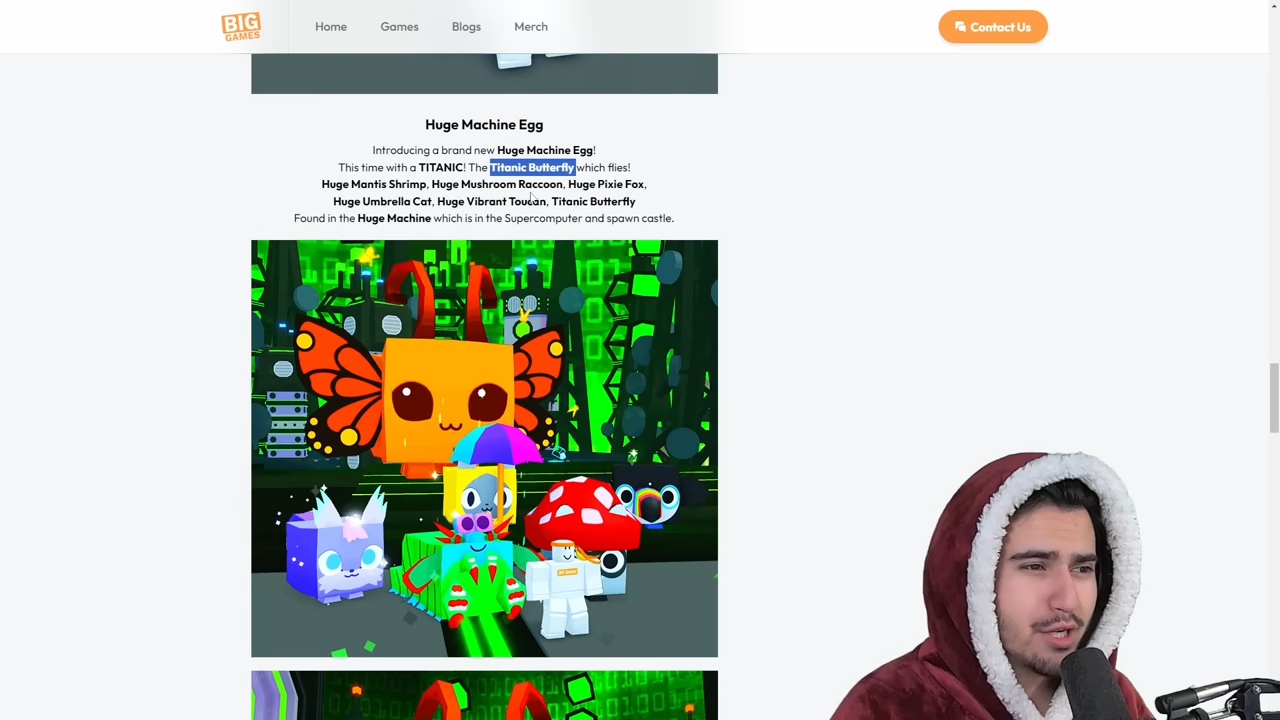 BIG
GAMES
Home
Games
Blogs
Merch
Contact Us
Huge Machine Egg
Introducing a brand new Huge Machine Egg!
This time with a TITANIC! The Titanic Butterfly which flies!
Huge Mantis Shrimp, Huge Mushroom Raccoon, Huge Pixie Fox,
Huge Umbrella Cat, Huge Vibrant Toucan, Titanic Butterfly
Found in the Huge Machine which is in the Supercomputer and spawn castle.